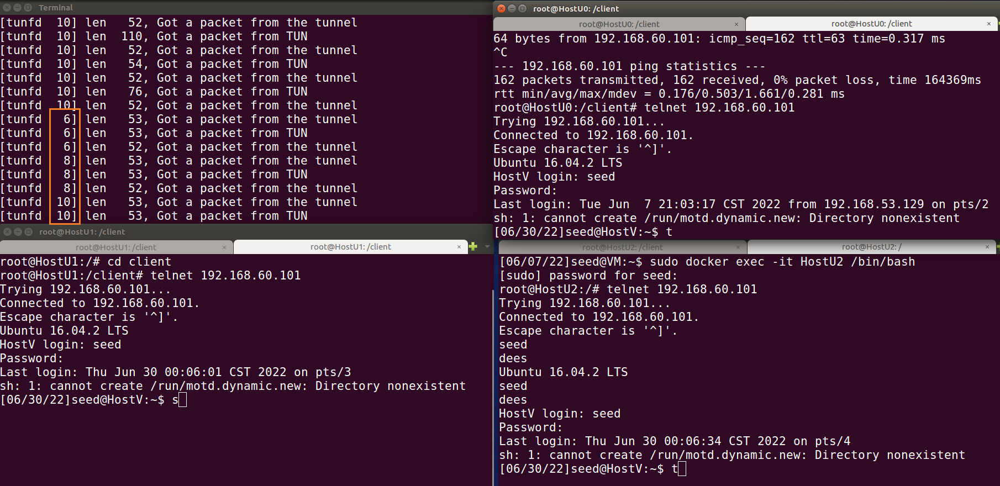 Terminal
[tunfd  10] len   52, Got a packet from the tunnel
[tunfd  10] len  110, Got a packet from TUN
[tunfd  10] len   52, Got a packet from the tunnel
[tunfd  10] len   54, Got a packet from TUN
[tunfd  10] len   52, Got a packet from the tunnel
[tunfd  10] len   76, Got a packet from TUN
[tunfd  10] len   52, Got a packet from the tunnel
[tunfd   6] len   53, Got a packet from the tunnel
[tunfd   6] len   53, Got a packet from TUN
[tunfd   6] len   52, Got a packet from the tunnel
[tunfd   8] len   53, Got a packet from the tunnel
[tunfd   8] len   53, Got a packet from TUN
[tunfd   8] len   52, Got a packet from the tunnel
[tunfd  10] len   53, Got a packet from the tunnel
[tunfd  10] len   53, Got a packet from TUN
root@HostU0: /client
root@HostU0: /client × root@HostU0: /client ×
64 bytes from 192.168.60.101: icmp_seq=162 ttl=63 time=0.317 ms
^C
--- 192.168.60.101 ping statistics ---
162 packets transmitted, 162 received, 0% packet loss, time 164369ms
rtt min/avg/max/mdev = 0.176/0.503/1.661/0.281 ms
root@HostU0:/client# telnet 192.168.60.101
Trying 192.168.60.101...
Connected to 192.168.60.101.
Escape character is '^]'.
Ubuntu 16.04.2 LTS
HostV login: seed
Password:
Last login: Tue Jun  7 21:03:17 CST 2022 from 192.168.53.129 on pts/2
sh: 1: cannot create /run/motd.dynamic.new: Directory nonexistent
[06/30/22]seed@HostV:~$ t
root@HostU1: /client
root@HostU1: /client × root@HostU1: /client ×
root@HostU1:/# cd client
root@HostU1:/client# telnet 192.168.60.101
Trying 192.168.60.101...
Connected to 192.168.60.101.
Escape character is '^]'.
Ubuntu 16.04.2 LTS
HostV login: seed
Password:
Last login: Thu Jun 30 00:06:01 CST 2022 on pts/3
sh: 1: cannot create /run/motd.dynamic.new: Directory nonexistent
[06/30/22]seed@HostV:~$ s
root@HostU2: /client × root@HostU2: / ×
[06/07/22]seed@VM:~$ sudo docker exec -it HostU2 /bin/bash
[sudo] password for seed:
root@HostU2:/# telnet 192.168.60.101
Trying 192.168.60.101...
Connected to 192.168.60.101.
Escape character is '^]'.
seed
dees
Ubuntu 16.04.2 LTS
seed
dees
HostV login: seed
Password:
Last login: Thu Jun 30 00:06:34 CST 2022 on pts/4
sh: 1: cannot create /run/motd.dynamic.new: Directory nonexistent
[06/30/22]seed@HostV:~$ t